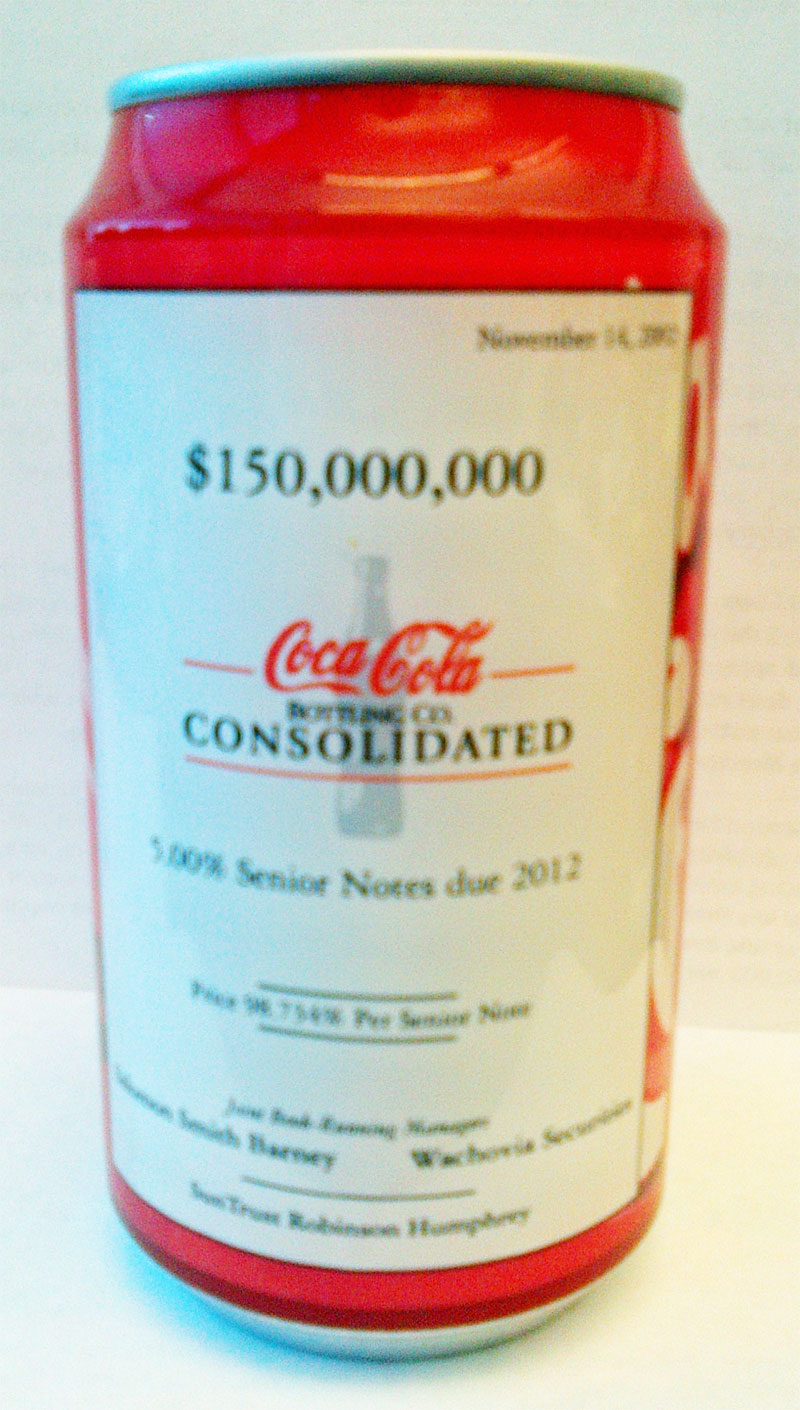 November 14, 2002
$150,000,000
Coca-Cola
BOTTLING CO.
CONSOLIDATED
5.00% Senior Notes due 2012
Price 98.734% Per Senior Note
Joint Book-Running Managers
Salomon Smith Barney Wachovia Securities
SunTrust Robinson Humphrey